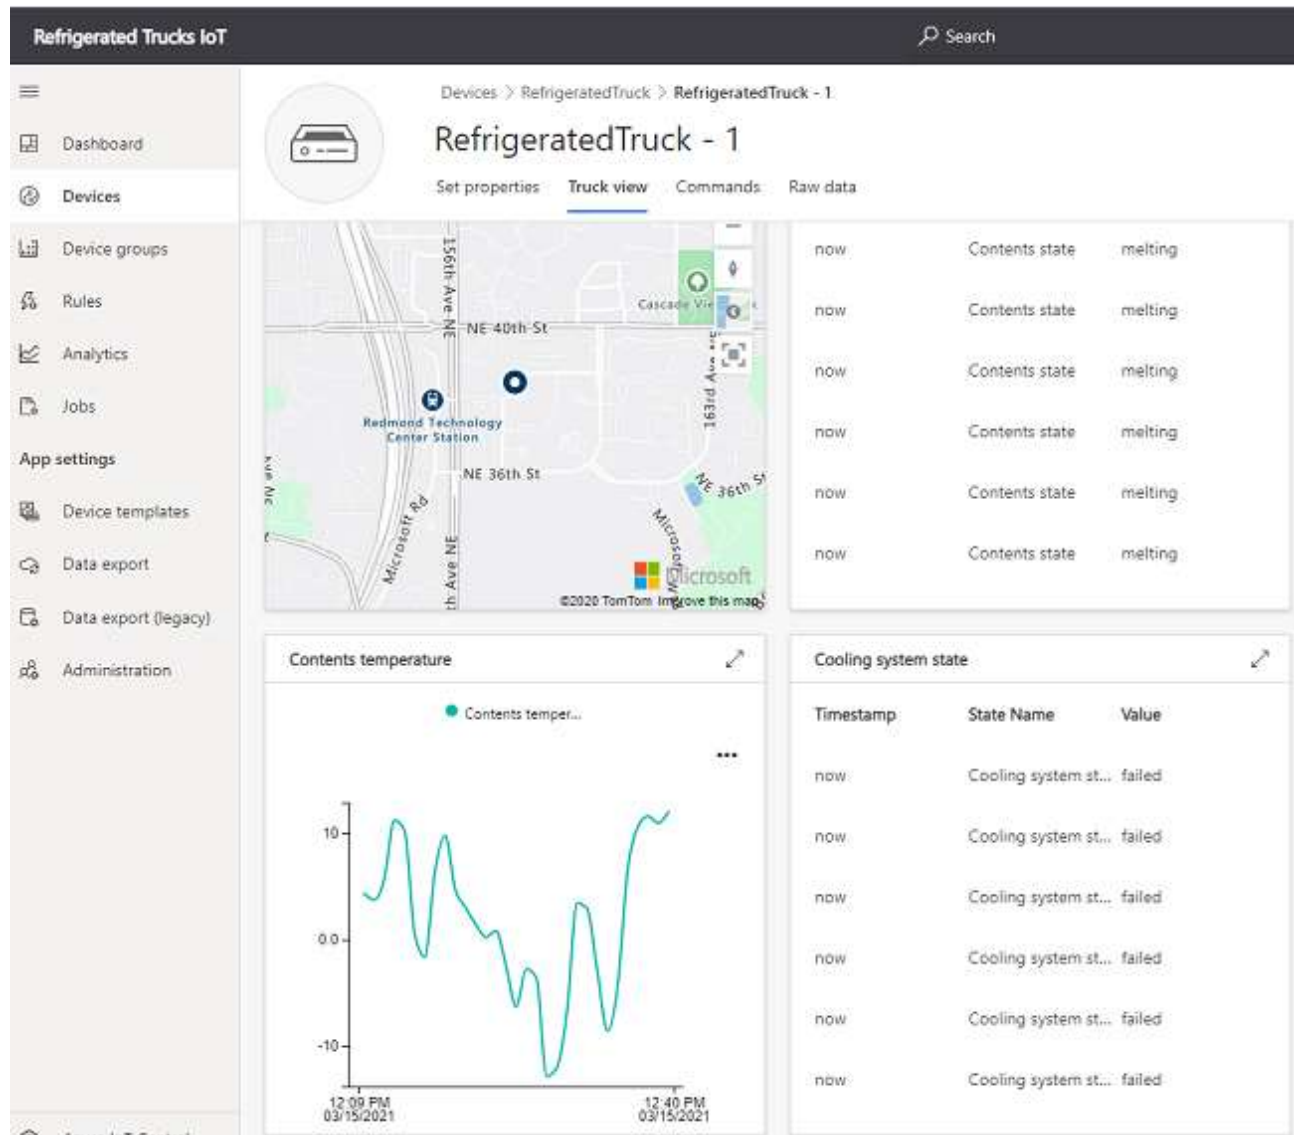 Refrigerated Trucks IoT
Search
Devices > RefrigeratedTruck > RefrigeratedTruck - 1
RefrigeratedTruck - 1
Set properties Truck view Commands Raw data
Dashboard
Devices
Device groups
Rules
Analytics
Jobs
App settings
Device templates
Data export
Data export (legacy)
Administration
156th Ave NE
NE 40th St
163rd Ave
Redmond Technology
Center Station
NE 36th St
NE 36th St
Microsoft Rd
Ave NE
Microsoft
©2020 TomTom Improve this map
now Contents state melting
now Contents state melting
now Contents state melting
now Contents state melting
now Contents state melting
now Contents state melting
Contents temperature
Contents temper...
10
0.0
-10
12:09 PM
03/15/2021
12:40 PM
03/15/2021
Cooling system state
Timestamp State Name Value
now Cooling system st... failed
now Cooling system st... failed
now Cooling system st... failed
now Cooling system st... failed
now Cooling system st... failed
now Cooling system st... failed